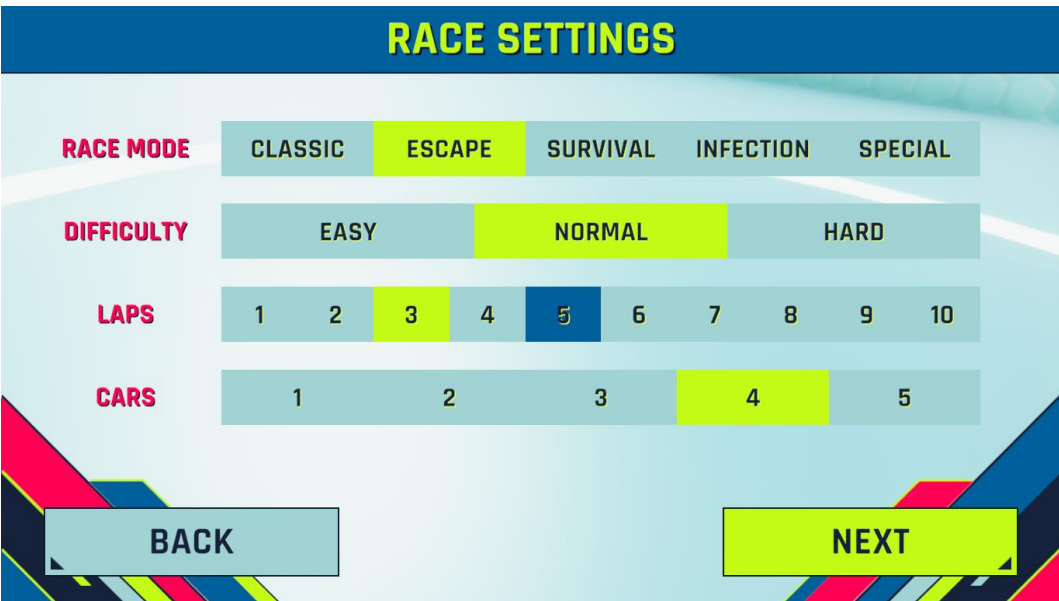 RACE SETTINGS
RACE MODE CLASSIC ESCAPE SURVIVAL INFECTION SPECIAL
DIFFICULTY EASY NORMAL HARD
LAPS 1 2 3 4 5 6 7 8 9 10
CARS 1 2 3 4 5
BACK NEXT